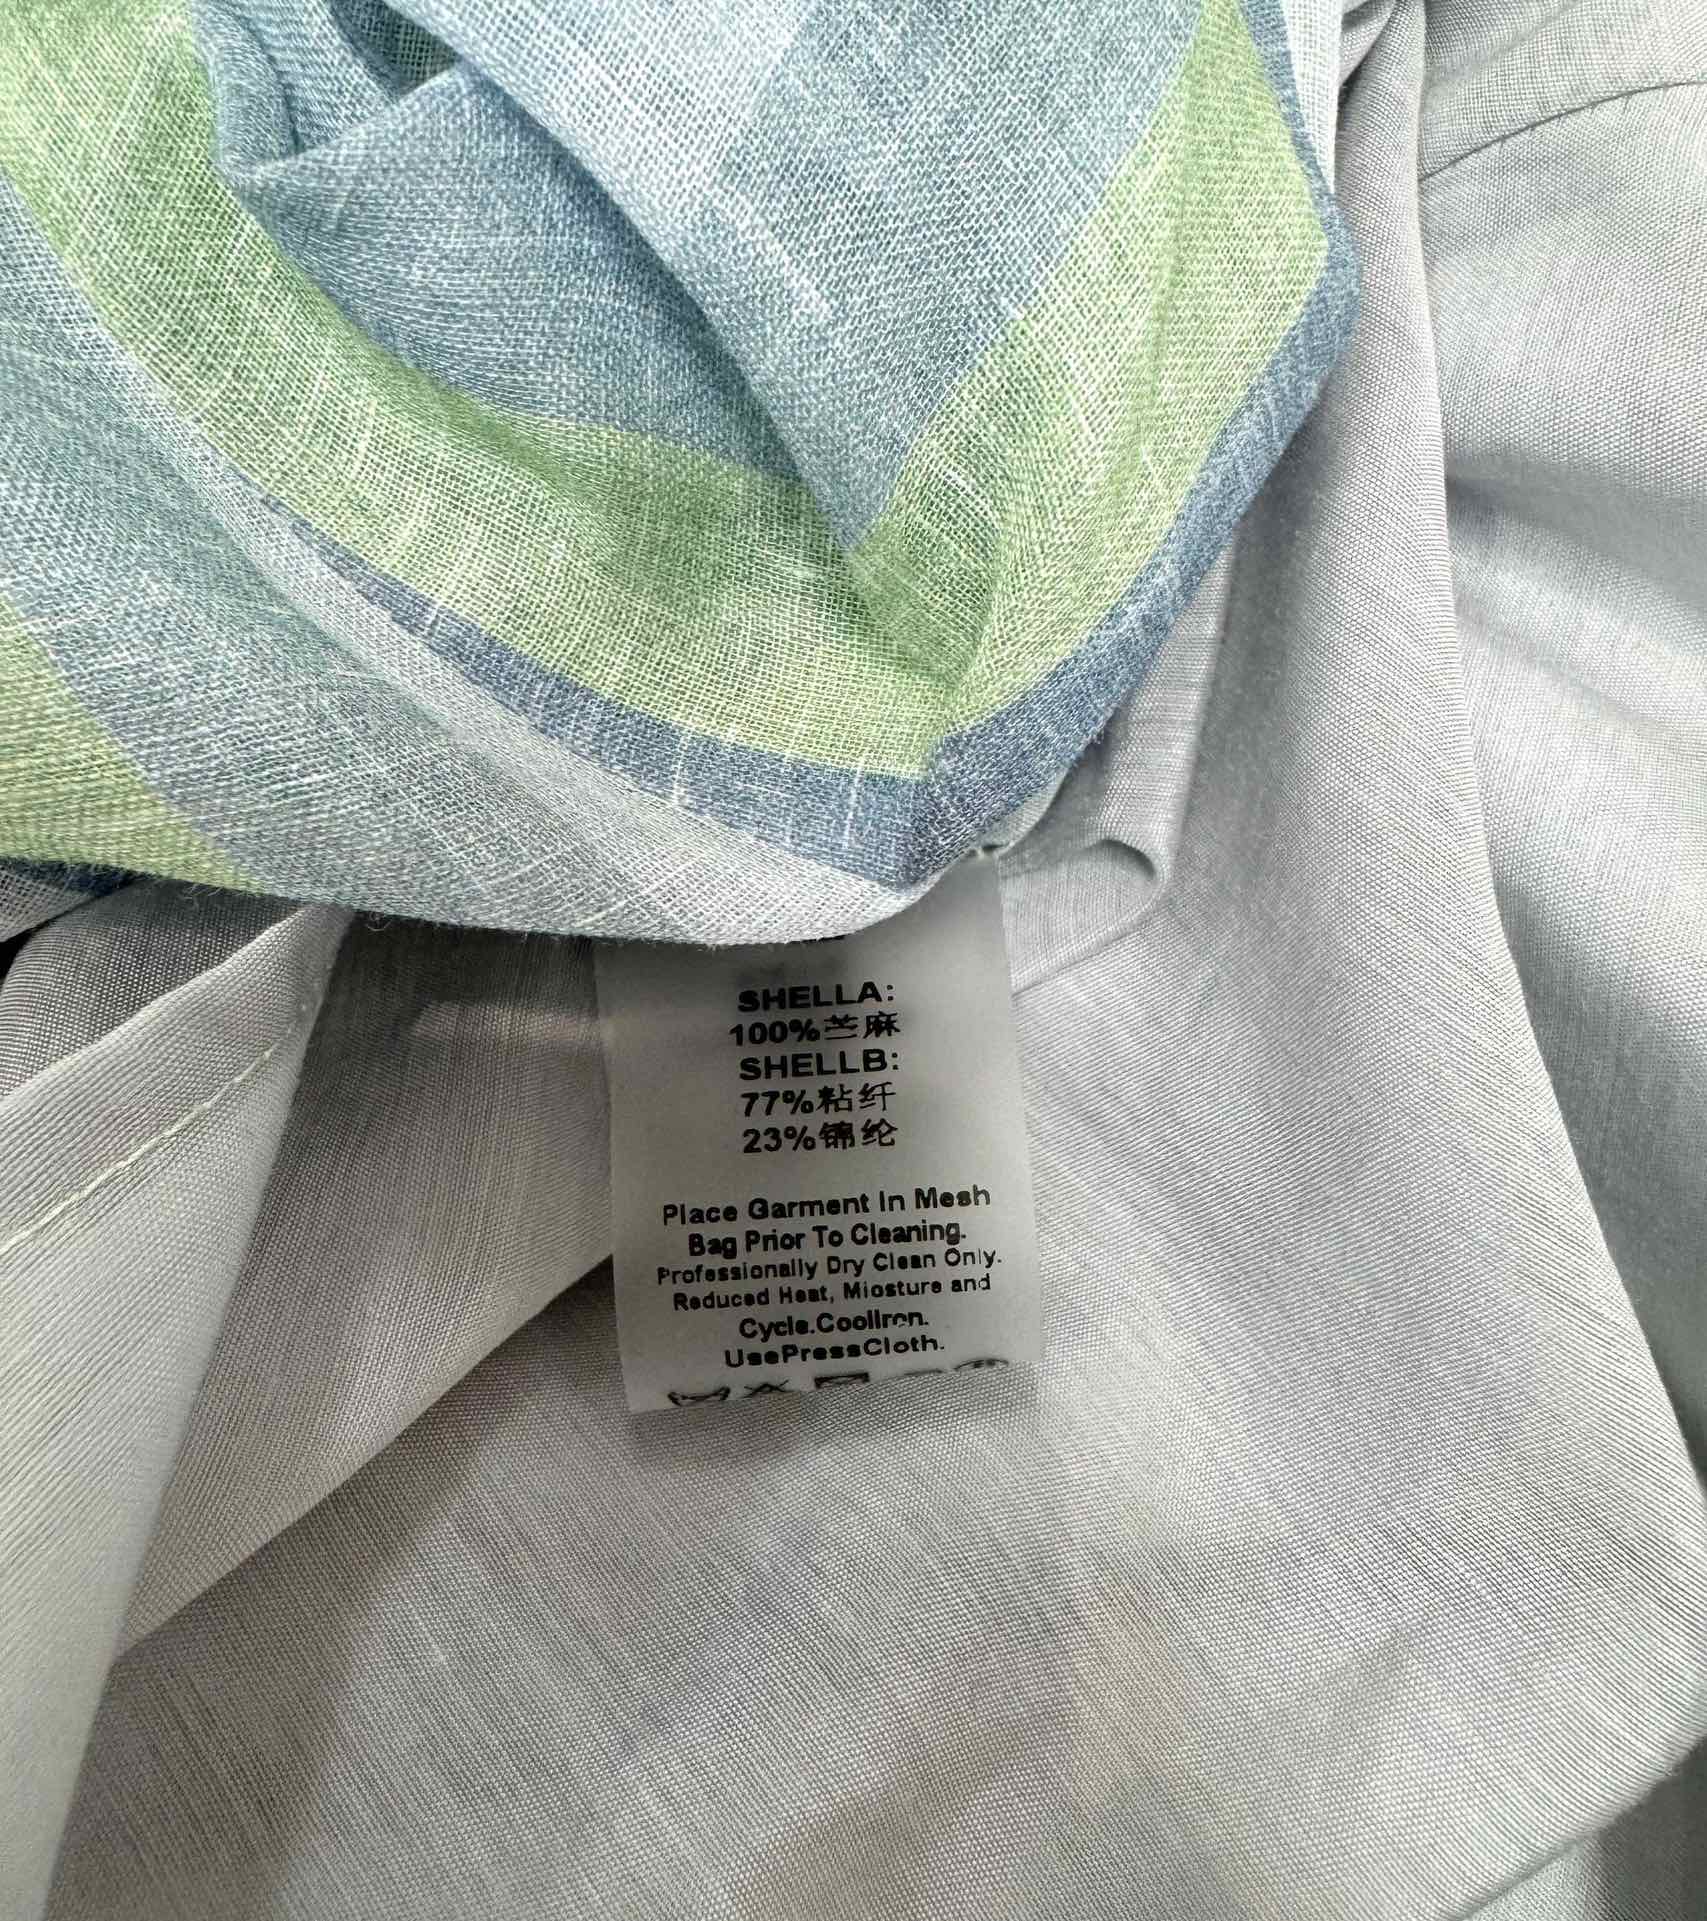 SHELLA:
100%苎麻
SHELLB:
77%粘纤
23%锦纶
Place Garment In Mesh
Bag Prior To Cleaning.
Professionally Dry Clean Only.
Reduced Heat, Miosture and
Cycle.CoolIron.
UsePressCloth.